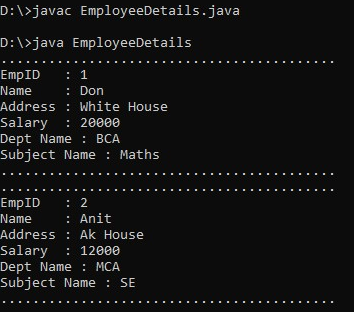 D:\>javac EmployeeDetails.java
D:\>java EmployeeDetails
..........................................
EmpID   : 1
Name    : Don
Address : White House
Salary  : 20000
Dept Name : BCA
Subject Name : Maths
..........................................
..........................................
EmpID   : 2
Name    : Anit
Address : Ak House
Salary  : 12000
Dept Name : MCA
Subject Name : SE
..........................................